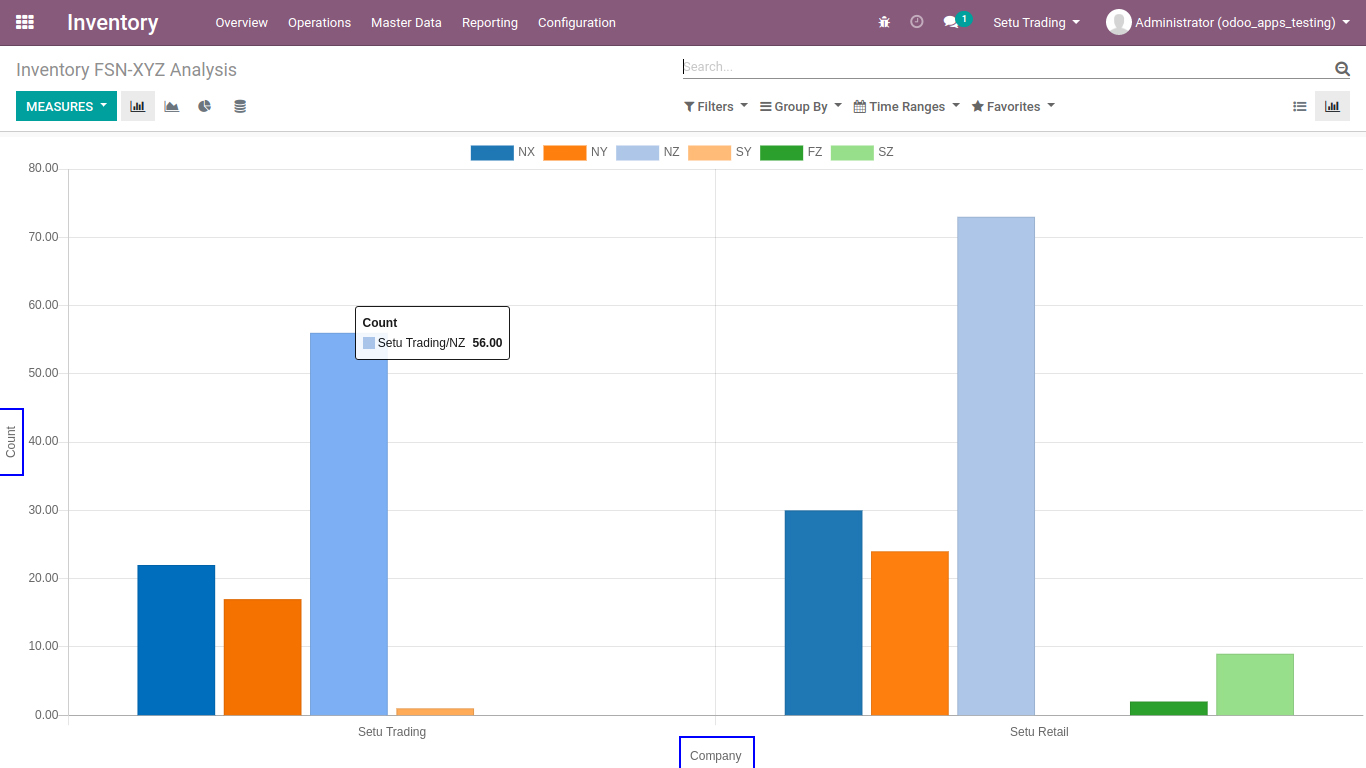 Inventory Overview Operations Master Data Reporting Configuration 1 Setu Trading Administrator (odoo_apps_testing)
Inventory FSN-XYZ Analysis
Search...
MEASURES Filters Group By Time Ranges Favorites
NX NY NZ SY FZ SZ
80.00
70.00
60.00
Count
Setu Trading/NZ 56.00
50.00
Count
40.00
30.00
20.00
10.00
0.00
Setu Trading Setu Retail
Company